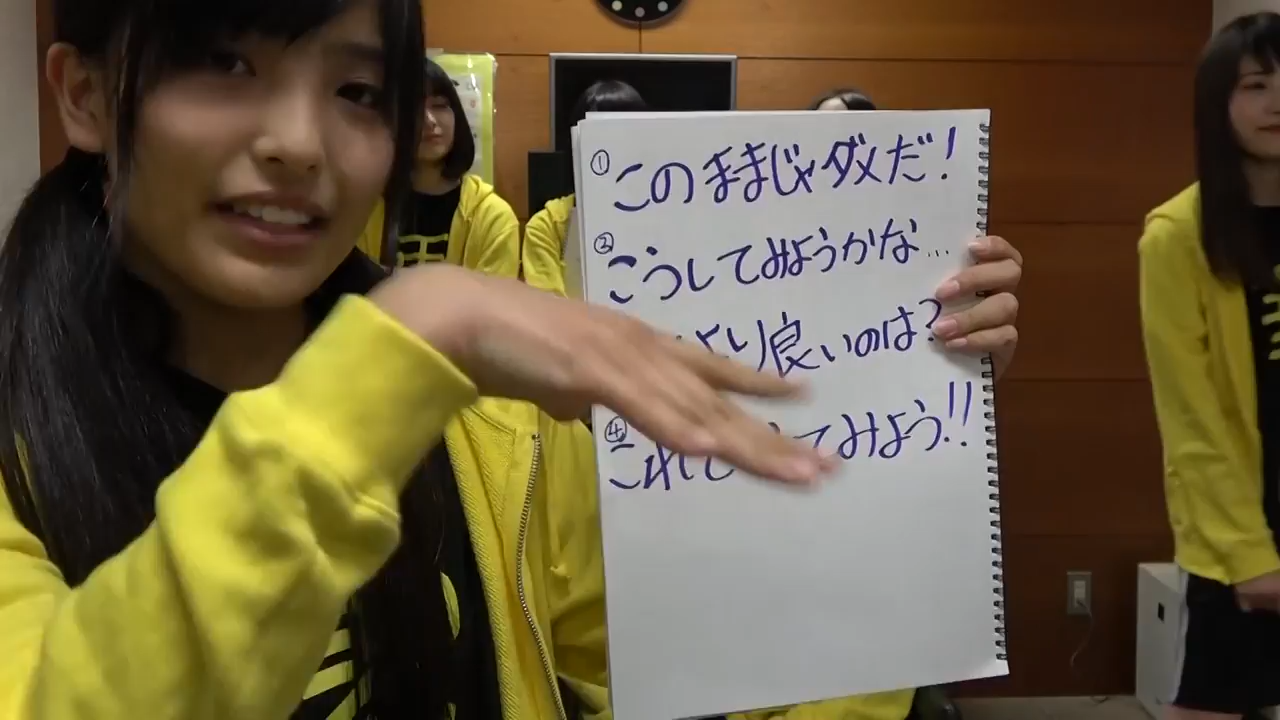 ① このままじゃダメだ!
② こうしてみようかな...
より良いのは?
④ これ てみよう!!